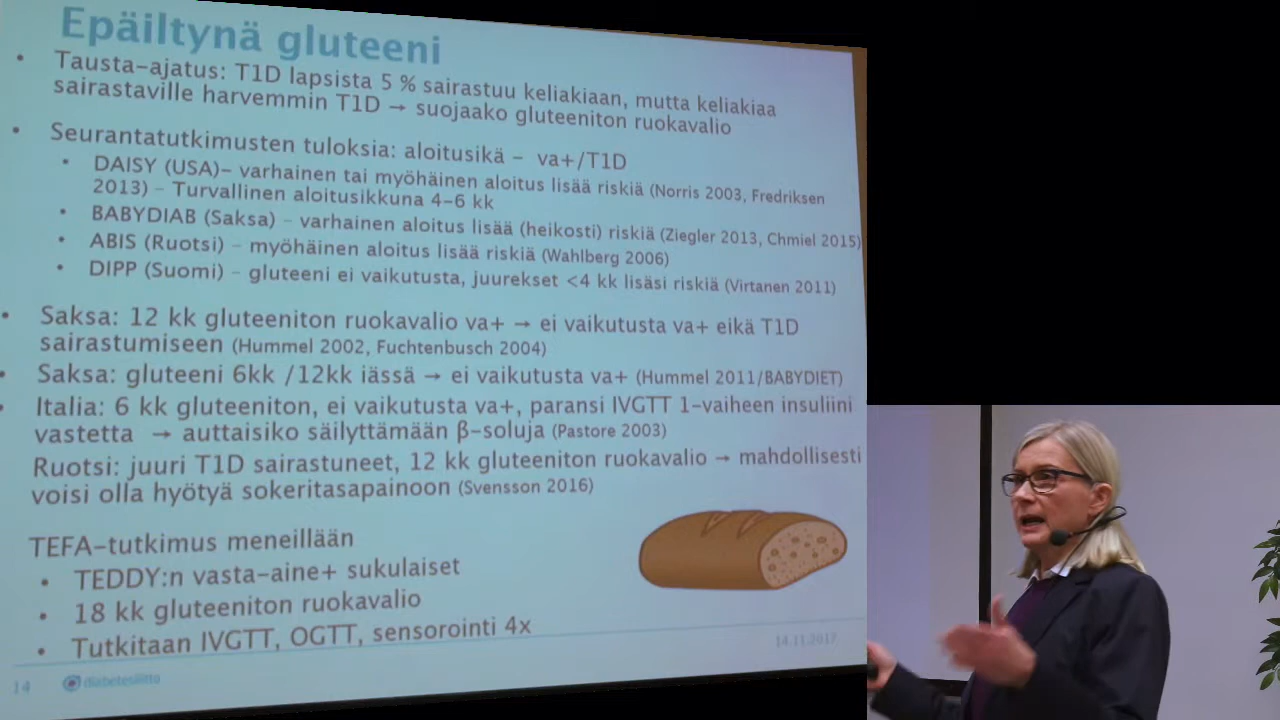 Epäiltynä gluteeni
• Tausta-ajatus: T1D lapsista 5 % sairastuu keliakiaan, mutta keliakiaa
sairastaville harvemmin T1D → suojaako gluteeniton ruokavalio
• Seurantatutkimusten tuloksia: aloitusikä – va+/T1D
• DAISY (USA)– varhainen tai myöhäinen aloitus lisää riskiä (Norris 2003, Fredriksen
2013) – Turvallinen aloitusikkuna 4–6 kk
• BABYDIAB (Saksa) – varhainen aloitus lisää (heikosti) riskiä (Ziegler 2013, Chmiel 2015)
• ABIS (Ruotsi) – myöhäinen aloitus lisää riskiä (Wahlberg 2006)
• DIPP (Suomi) – gluteeni ei vaikutusta, juurekset <4 kk lisäsi riskiä (Virtanen 2011)
• Saksa: 12 kk gluteeniton ruokavalio va+ → ei vaikutusta va+ eikä T1D
sairastumiseen (Hummel 2002, Fuchtenbusch 2004)
• Saksa: gluteeni 6kk /12kk iässä → ei vaikutusta va+ (Hummel 2011/BABYDIET)
• Italia: 6 kk gluteeniton, ei vaikutusta va+, paransi IVGTT 1-vaiheen insuliini
vastetta → auttaisiko säilyttämään β-soluja (Pastore 2003)
Ruotsi: juuri T1D sairastuneet, 12 kk gluteeniton ruokavalio → mahdollisesti
voisi olla hyötyä sokeritasapainoon (Svensson 2016)
TEFA-tutkimus meneillään
• TEDDY:n vasta-aine+ sukulaiset
• 18 kk gluteeniton ruokavalio
• Tutkitaan IVGTT, OGTT, sensorointi 4x
14.11.2017
14 diabetesliitto